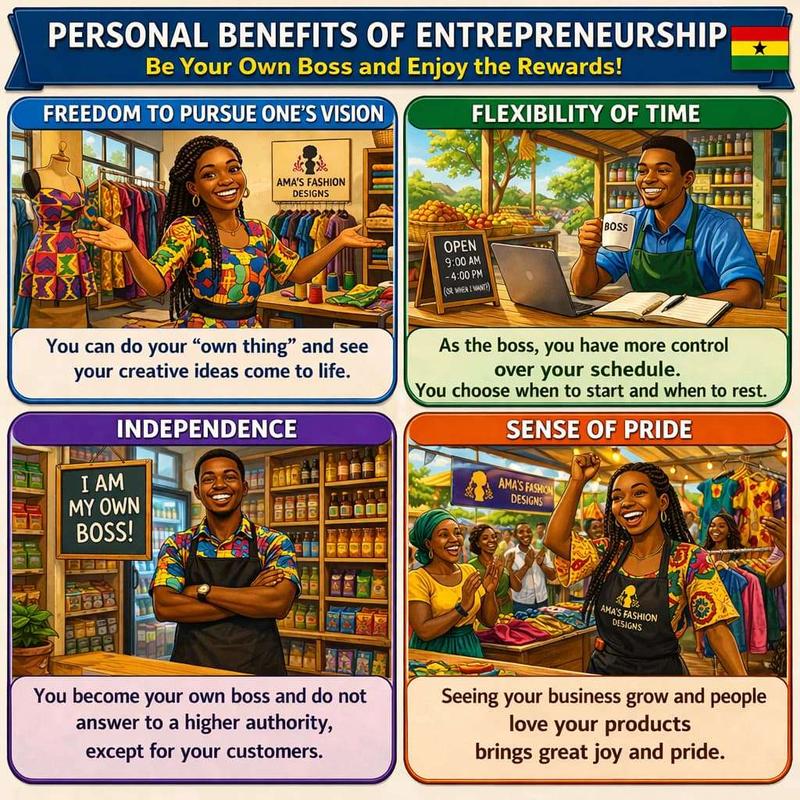 PERSONAL BENEFITS OF ENTREPRENEURSHIP
Be Your Own Boss and Enjoy the Rewards!
FREEDOM TO PURSUE ONE'S VISION
AMA'S FASHION
DESIGNS
You can do your “own thing” and see
your creative ideas come to life.
FLEXIBILITY OF TIME
BOSS
OPEN
9:00 AM
-4:00 PM
(OR WHEN I WANT!)
As the boss, you have more control
over your schedule.
You choose when to start and when to rest.
INDEPENDENCE
I AM
MY OWN
BOSS!
You become your own boss and do not
answer to a higher authority,
except for your customers.
SENSE OF PRIDE
AMA'S FASHION
DESIGNS
AMA'S FASHION
DESIGNS
Seeing your business grow and people
love your products
brings great joy and pride.